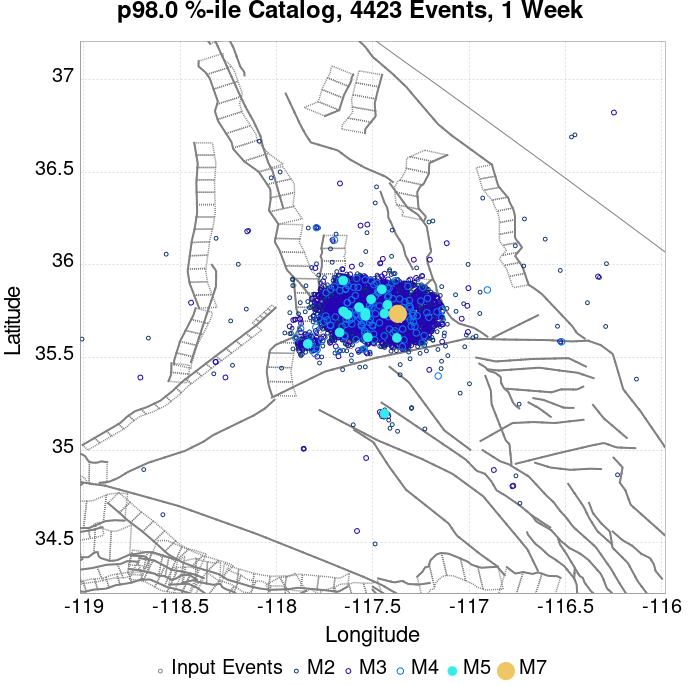 p98.0 %-ile Catalog, 4423 Events, 1 Week
37
36.5
36
35.5
35
34.5
Latitude
-119 -118.5 -118 -117.5 -117 -116.5 -116
Longitude
Input Events M2 M3 M4 M5 M7